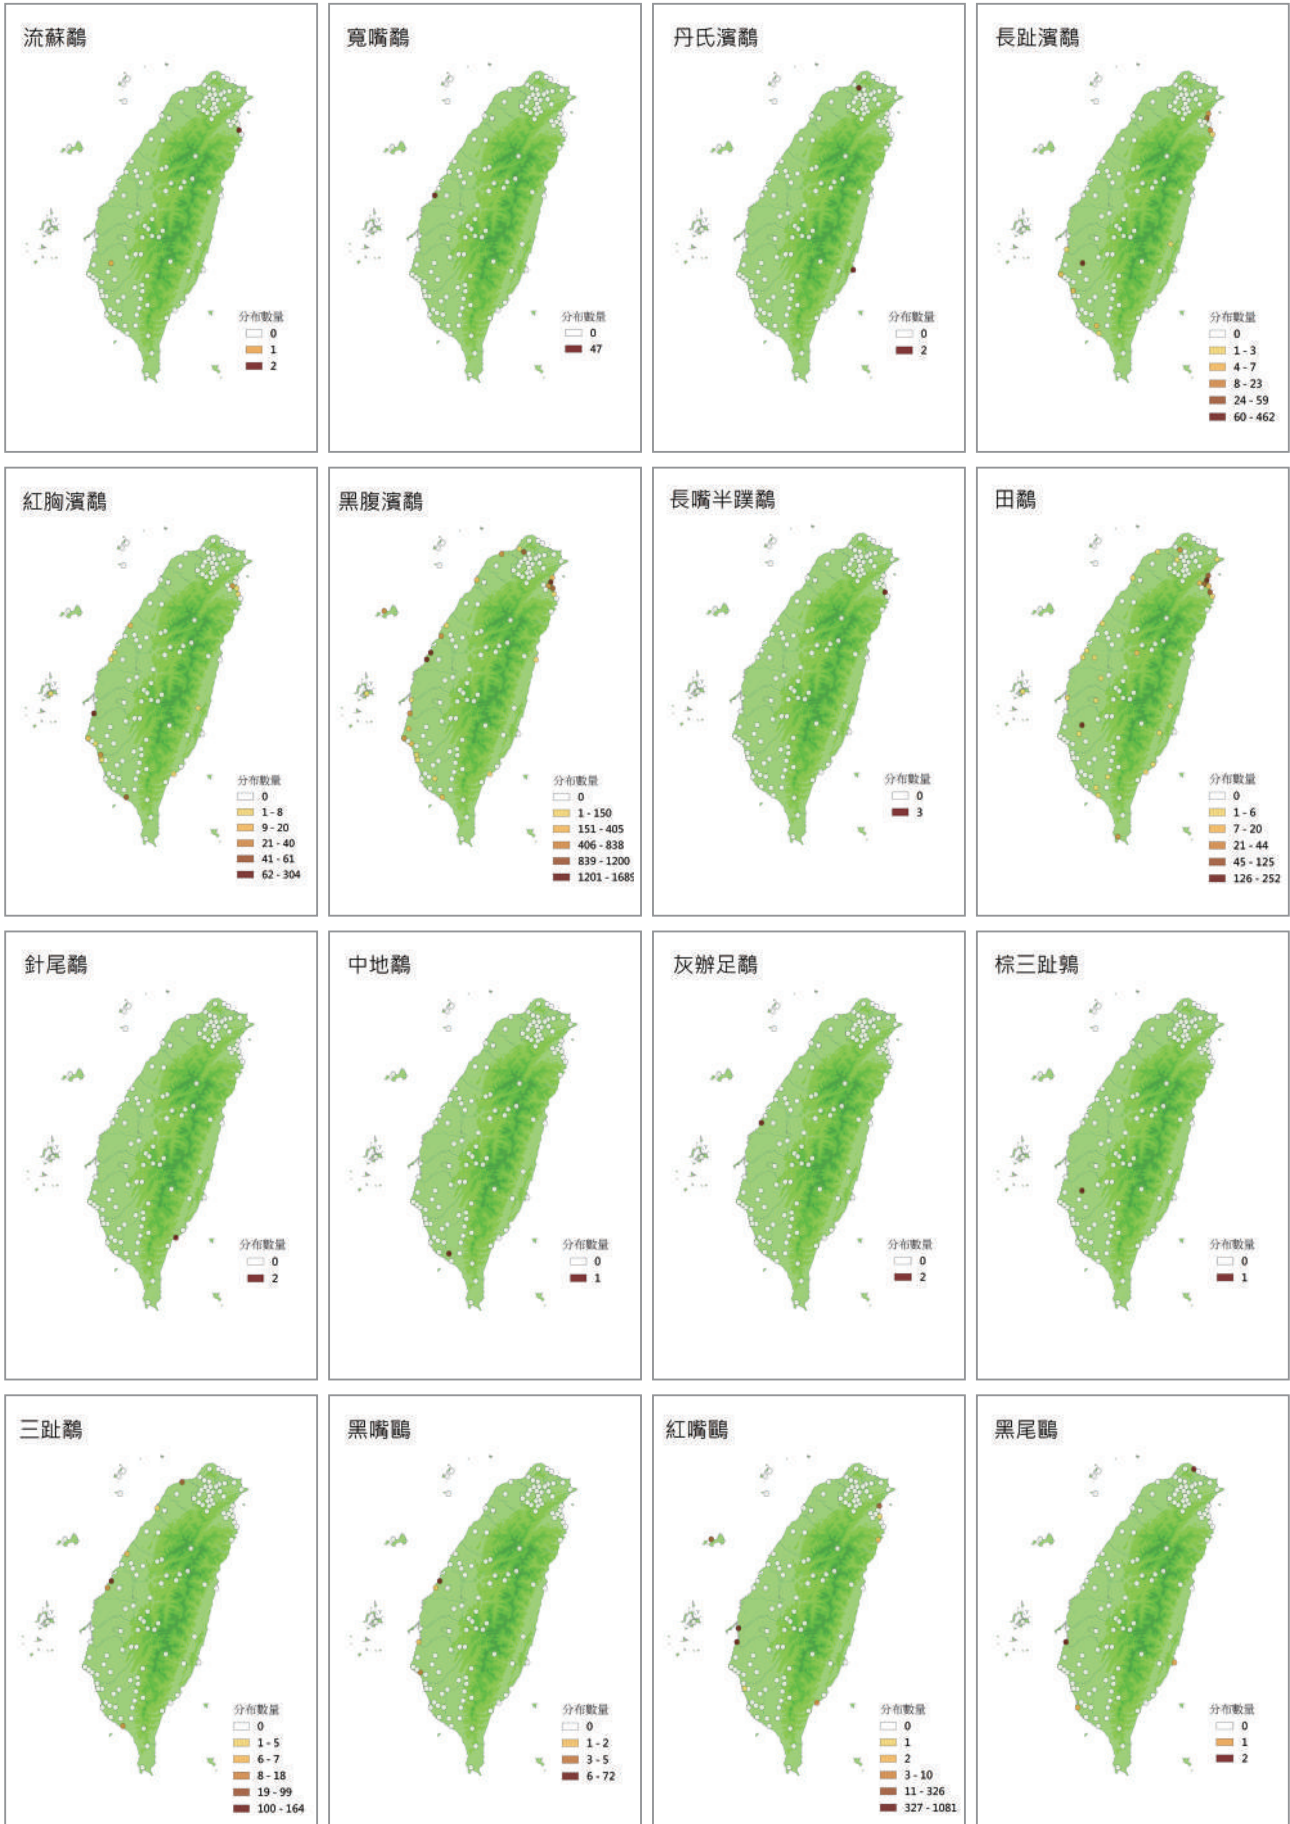 流蘇鷸
分布數量
0
1
2
寬嘴鷸
分布數量
0
47
丹氏濱鷸
分布數量
0
2
長趾濱鷸
分布數量
0
1 - 3
4 - 7
8 - 23
24 - 59
60 - 462
紅胸濱鷸
分布數量
0
1 - 8
9 - 20
21 - 40
41 - 61
62 - 304
黑腹濱鷸
分布數量
0
1 - 150
151 - 405
406 - 838
839 - 1200
1201 - 1689
長嘴半蹼鷸
分布數量
0
3
田鷸
分布數量
0
1 - 6
7 - 20
21 - 44
45 - 125
126 - 252
針尾鷸
分布數量
0
2
中地鷸
分布數量
0
1
灰辦足鷸
分布數量
0
2
棕三趾鶉
分布數量
0
1
三趾鷸
分布數量
0
1 - 5
6 - 7
8 - 18
19 - 99
100 - 164
黑嘴鷗
分布數量
0
1 - 2
3 - 5
6 - 72
紅嘴鷗
分布數量
0
1
2
3 - 10
11 - 326
327 - 1081
黑尾鷗
分布數量
0
1
2